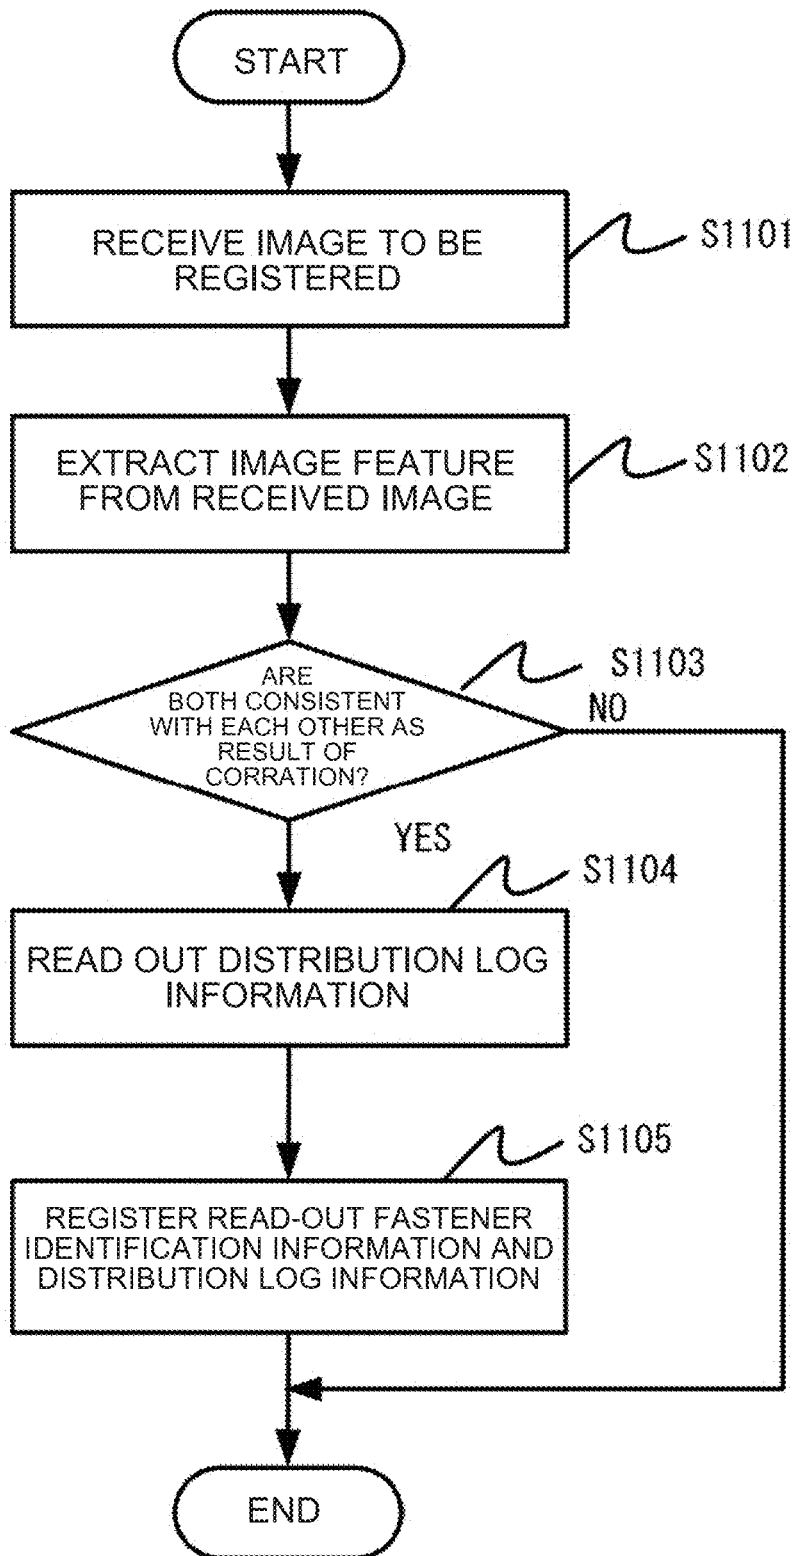 START
RECEIVE IMAGE TO BE
REGISTERED
S1101
EXTRACT IMAGE FEATURE
FROM RECEIVED IMAGE
S1102
ARE
BOTH CONSISTENT
WITH EACH OTHER AS
RESULT OF
CORRATION?
S1103
NO
YES
S1104
READ OUT DISTRIBUTION LOG
INFORMATION
S1105
REGISTER READ-OUT FASTENER
IDENTIFICATION INFORMATION AND
DISTRIBUTION LOG INFORMATION
END